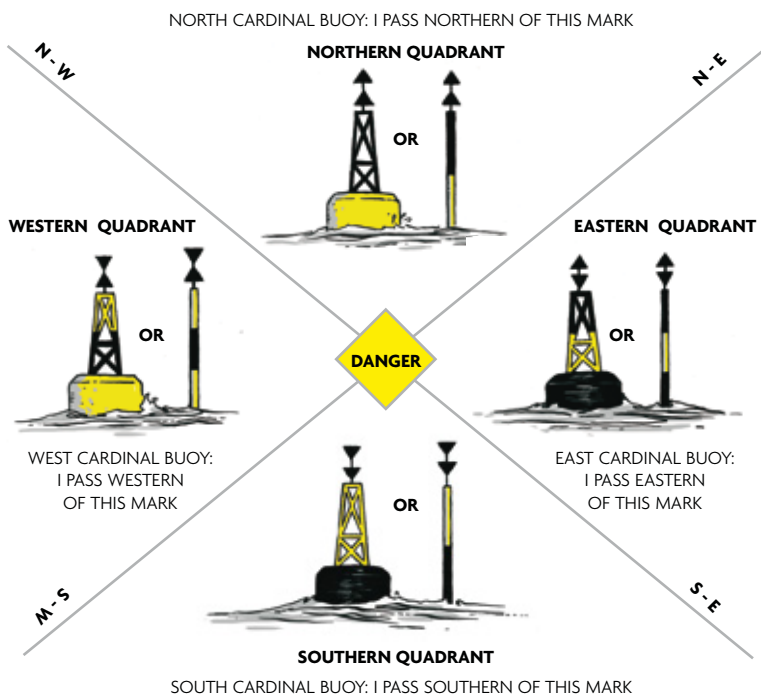 NORTH CARDINAL BUOY: I PASS NORTHERN OF THIS MARK
N - W
NORTHERN QUADRANT
N - E
OR
WESTERN QUADRANT
EASTERN QUADRANT
OR
OR
DANGER
WEST CARDINAL BUOY:
I PASS WESTERN
OF THIS MARK
EAST CARDINAL BUOY:
I PASS EASTERN
OF THIS MARK
OR
S - W
S - E
SOUTHERN QUADRANT
SOUTH CARDINAL BUOY: I PASS SOUTHERN OF THIS MARK